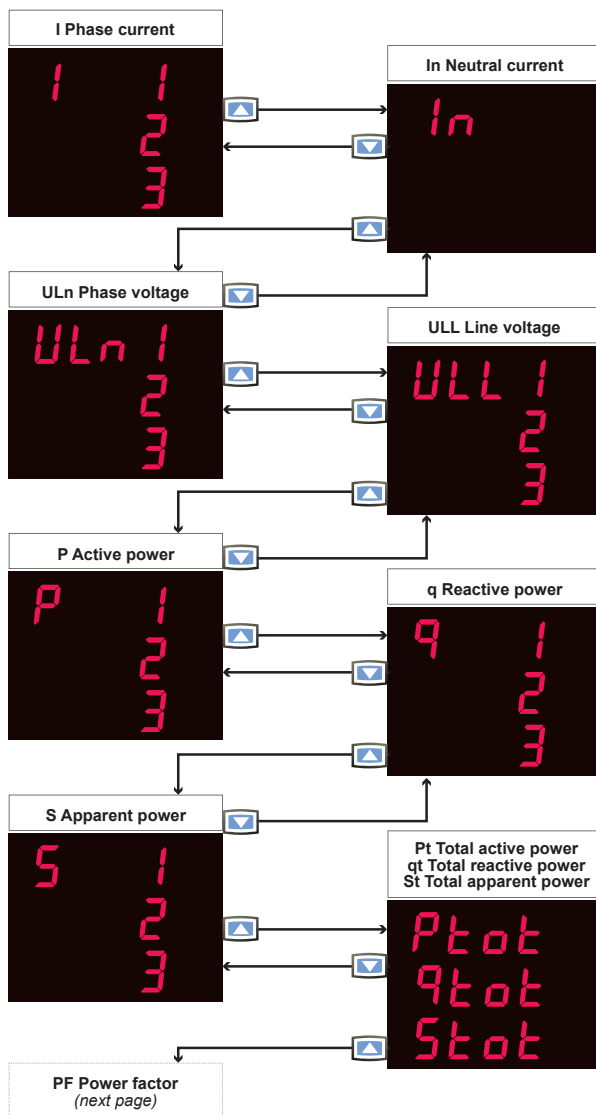 I Phase current
I 1
2
3
In Neutral current
In
ULn Phase voltage
ULn 1
2
3
ULL Line voltage
ULL 1
2
3
P Active power
P 1
2
3
q Reactive power
q 1
2
3
S Apparent power
S 1
2
3
Pt Total active power
qt Total reactive power
St Total apparent power
Ptot
qtot
Stot
PF Power factor
(next page)